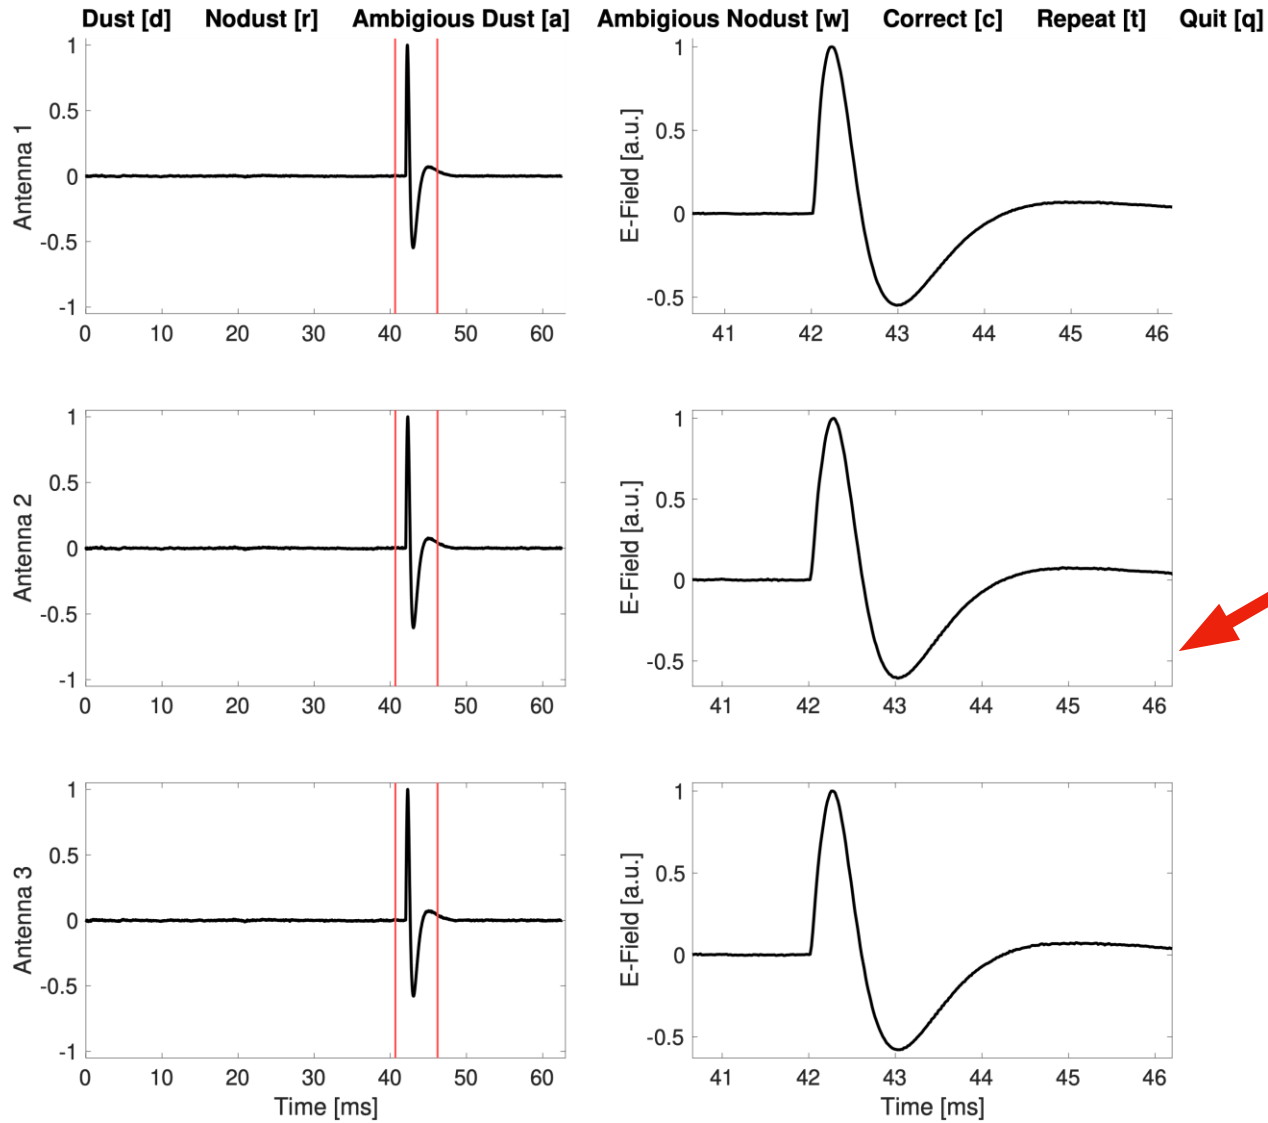 Dust [d] Nodust [r] Ambigious Dust [a] Ambigious Nodust [w] Correct [c] Repeat [t] Quit [q]
Antenna 1
1
0.5
0
-0.5
-1
0 10 20 30 40 50 60
E-Field [a.u.]
1
0.5
0
-0.5
41 42 43 44 45 46
Antenna 2
1
0.5
0
-0.5
-1
0 10 20 30 40 50 60
E-Field [a.u.]
1
0.5
0
-0.5
41 42 43 44 45 46
Antenna 3
1
0.5
0
-0.5
-1
0 10 20 30 40 50 60
Time [ms]
E-Field [a.u.]
1
0.5
0
-0.5
41 42 43 44 45 46
Time [ms]